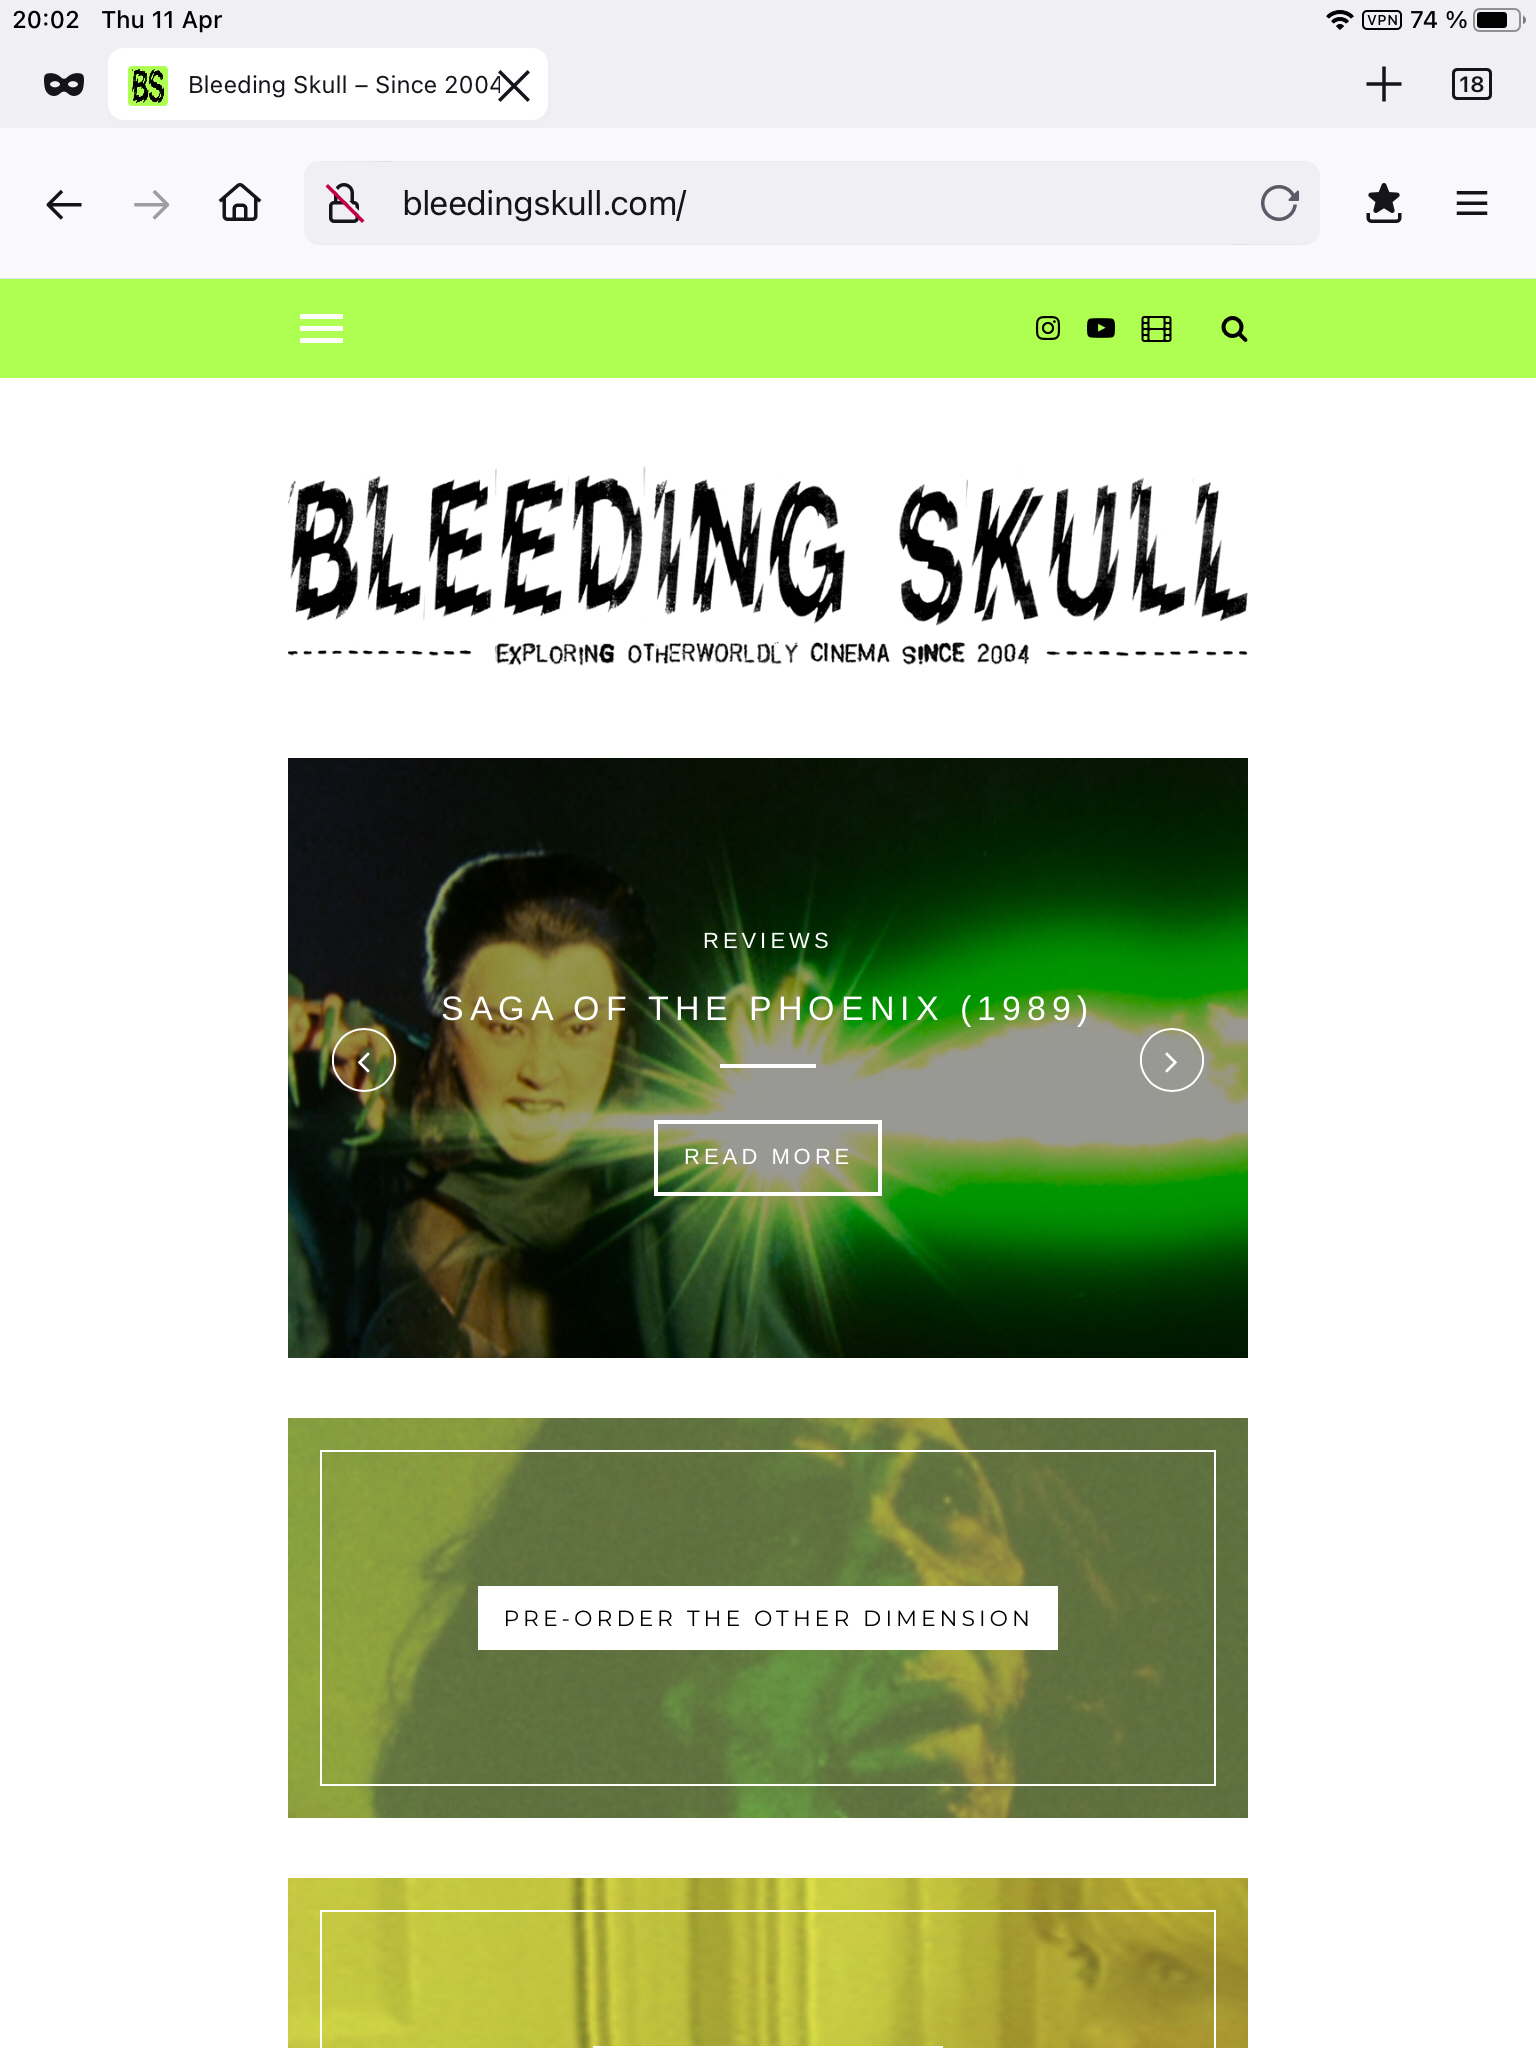 20:02 Thu 11 Apr
VPN 74 %
BS Bleeding Skull – Since 2004
18
bleedingskull.com/
BLEEDING SKULL
EXPLORING OTHERWORLDLY CINEMA SINCE 2004
REVIEWS
SAGA OF THE PHOENIX (1989)
READ MORE
PRE-ORDER THE OTHER DIMENSION